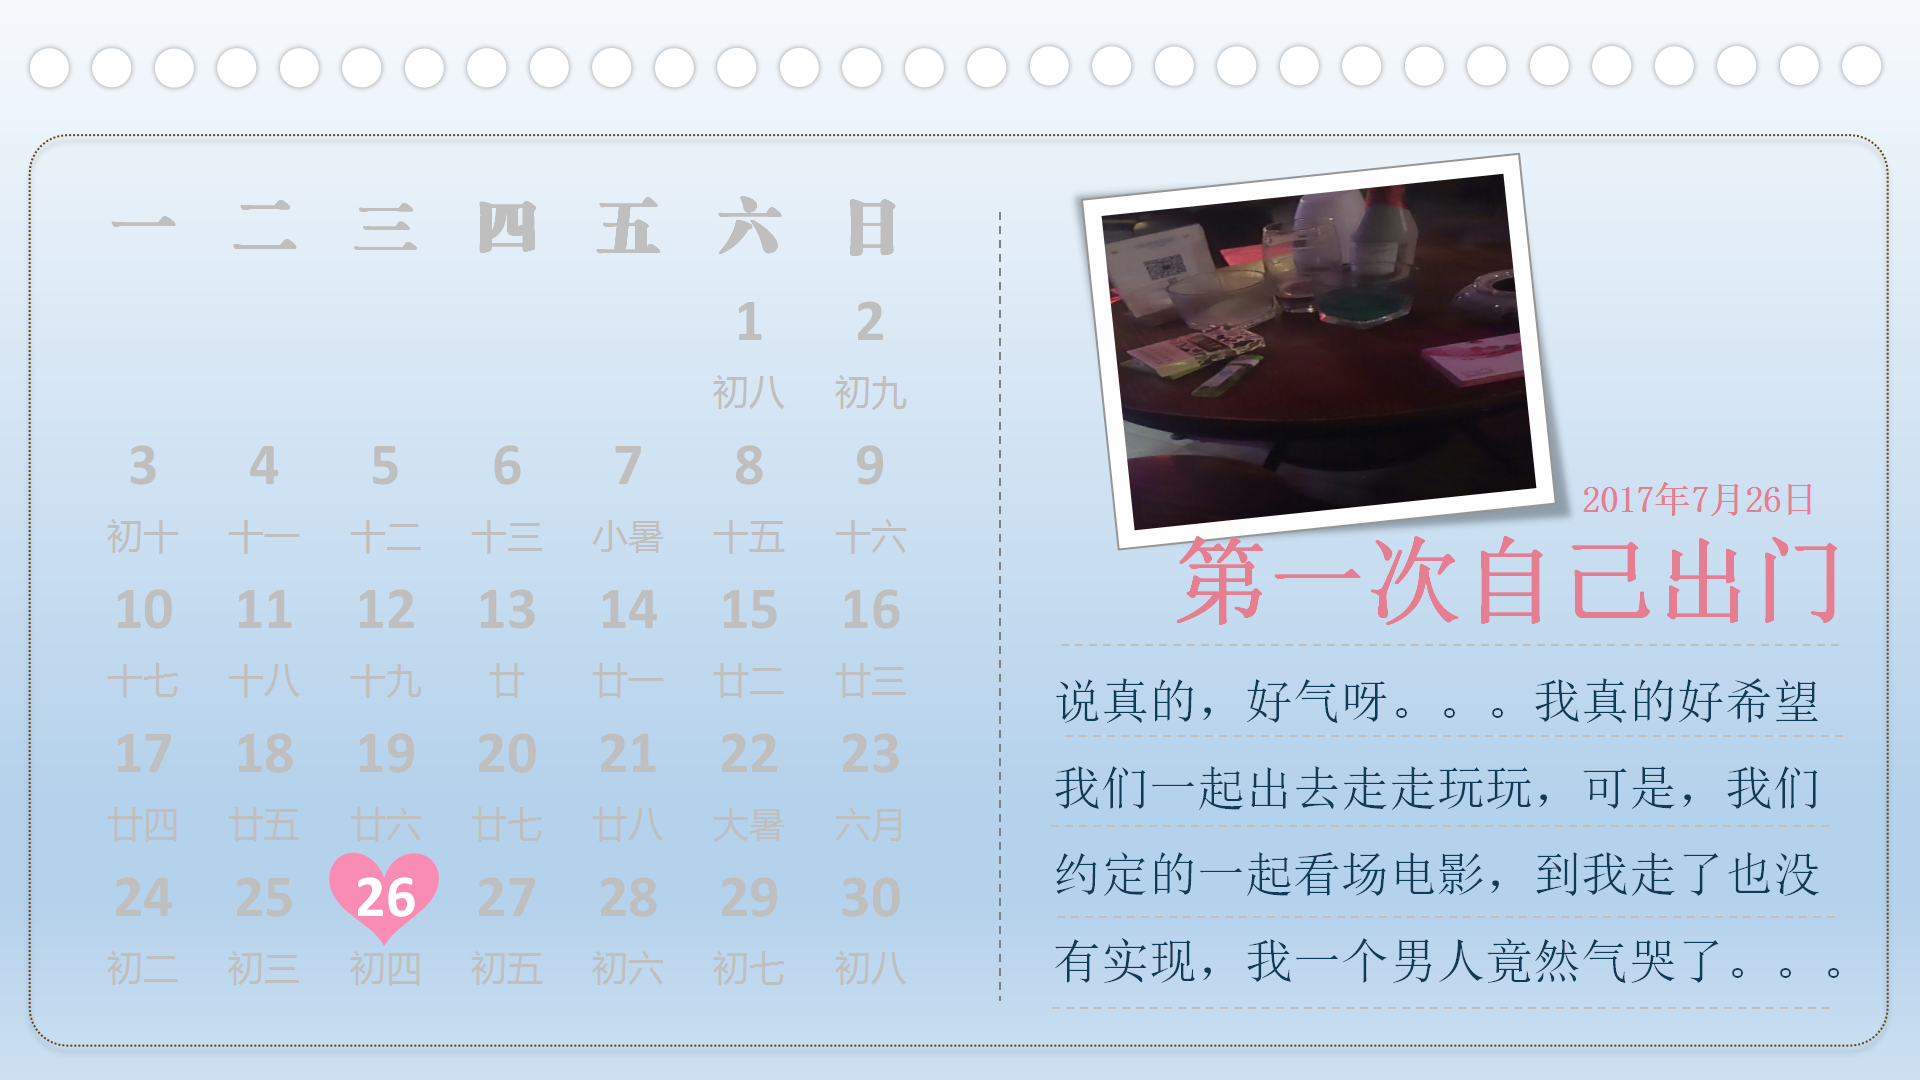 一 二 三 四 五 六 日
1 2
初八 初九
3 4 5 6 7 8 9
初十 十一 十二 十三 小暑 十五 十六
10 11 12 13 14 15 16
十七 十八 十九 廿 廿一 廿二 廿三
17 18 19 20 21 22 23
廿四 廿五 廿六 廿七 廿八 大暑 六月
24 25 26 27 28 29 30
初二 初三 初四 初五 初六 初七 初八
2017年7月26日
第一次自己出门
说真的，好气呀。。。我真的好希望
我们一起出去走走玩玩，可是，我们
约定的一起看场电影，到我走了也没
有实现，我一个男人竟然气哭了。。。